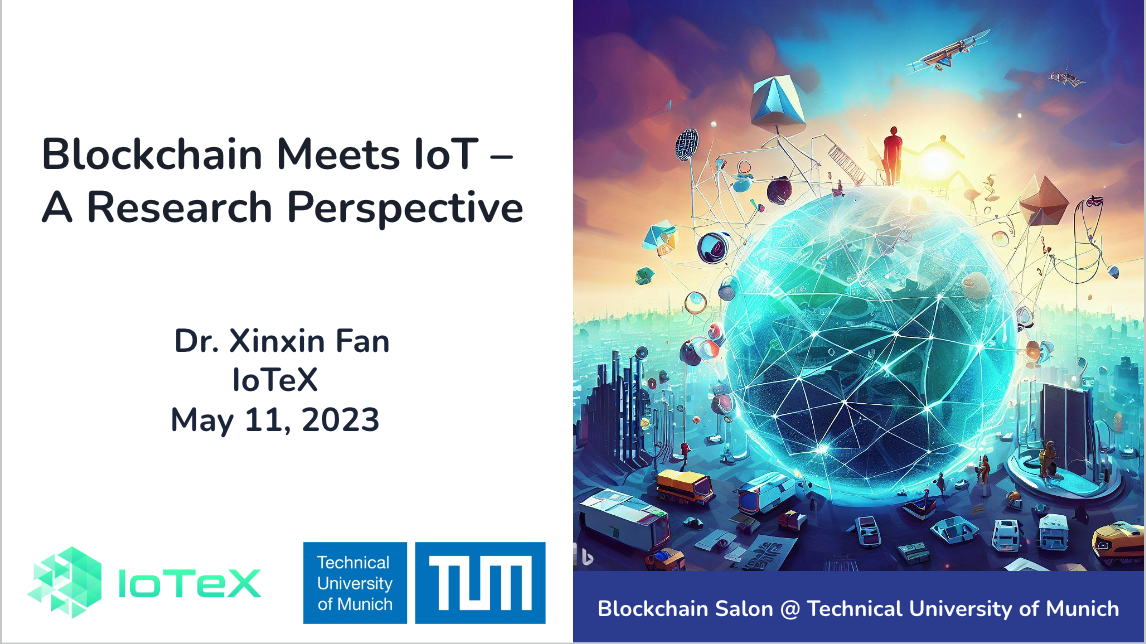 Blockchain Meets IoT –
A Research Perspective
Dr. Xinxin Fan
IoTeX
May 11, 2023
IoTeX
Technical
University
of Munich
TUM
b
Blockchain Salon @ Technical University of Munich